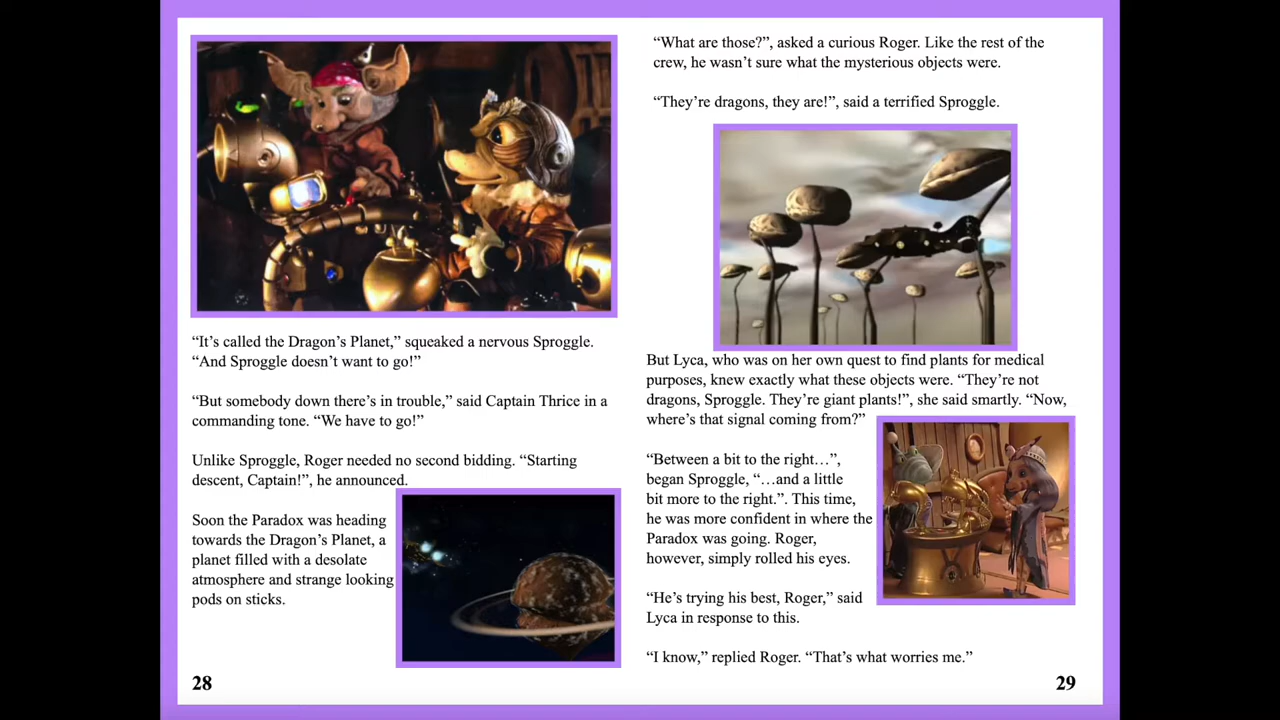 “It’s called the Dragon’s Planet,” squeaked a nervous Sproggle.
“And Sproggle doesn’t want to go!”
“But somebody down there’s in trouble,” said Captain Thrice in a
commanding tone. “We have to go!”
Unlike Sproggle, Roger needed no second bidding. “Starting
descent, Captain!”, he announced.
Soon the Paradox was heading
towards the Dragon’s Planet, a
planet filled with a desolate
atmosphere and strange looking
pods on sticks.
28
“What are those?”, asked a curious Roger. Like the rest of the
crew, he wasn’t sure what the mysterious objects were.
“They’re dragons, they are!”, said a terrified Sproggle.
But Lyca, who was on her own quest to find plants for medical
purposes, knew exactly what these objects were. “They’re not
dragons, Sproggle. They’re giant plants!”, she said smartly. “Now,
where’s that signal coming from?”
“Between a bit to the right…”,
began Sproggle, “…and a little
bit more to the right.”. This time,
he was more confident in where the
Paradox was going. Roger,
however, simply rolled his eyes.
“He’s trying his best, Roger,” said
Lyca in response to this.
“I know,” replied Roger. “That’s what worries me.”
29